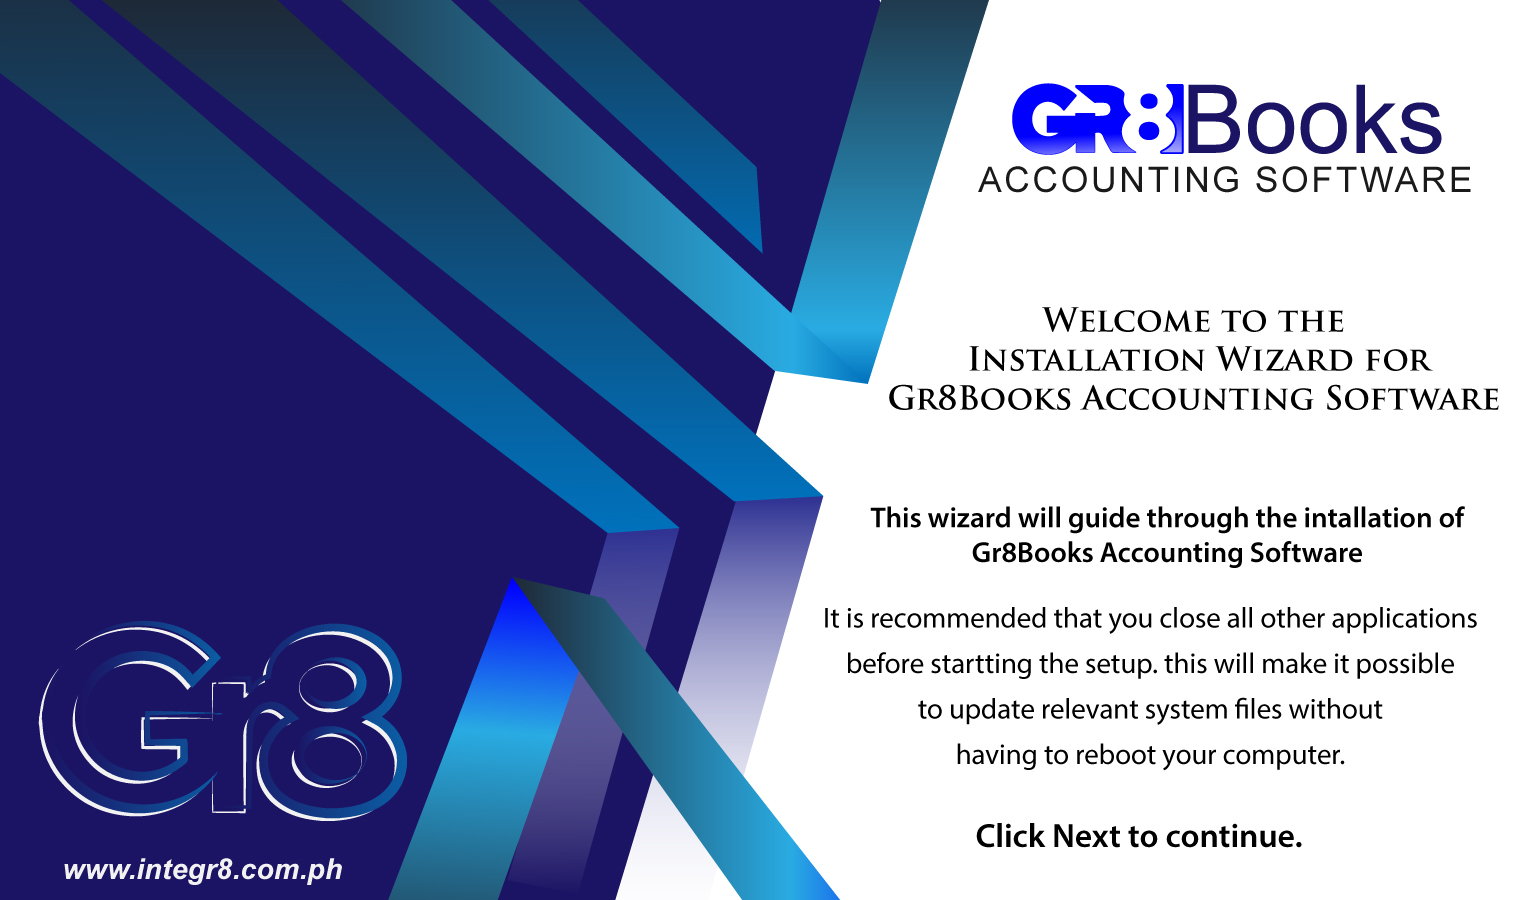 GR8Books
ACCOUNTING SOFTWARE
Welcome to the
Installation Wizard for
Gr8Books Accounting Software
This wizard will guide through the intallation of
Gr8Books Accounting Software
It is recommended that you close all other applications
before startting the setup. this will make it possible
to update relevant system files without
having to reboot your computer.
Click Next to continue.
Gr8
www.integr8.com.ph